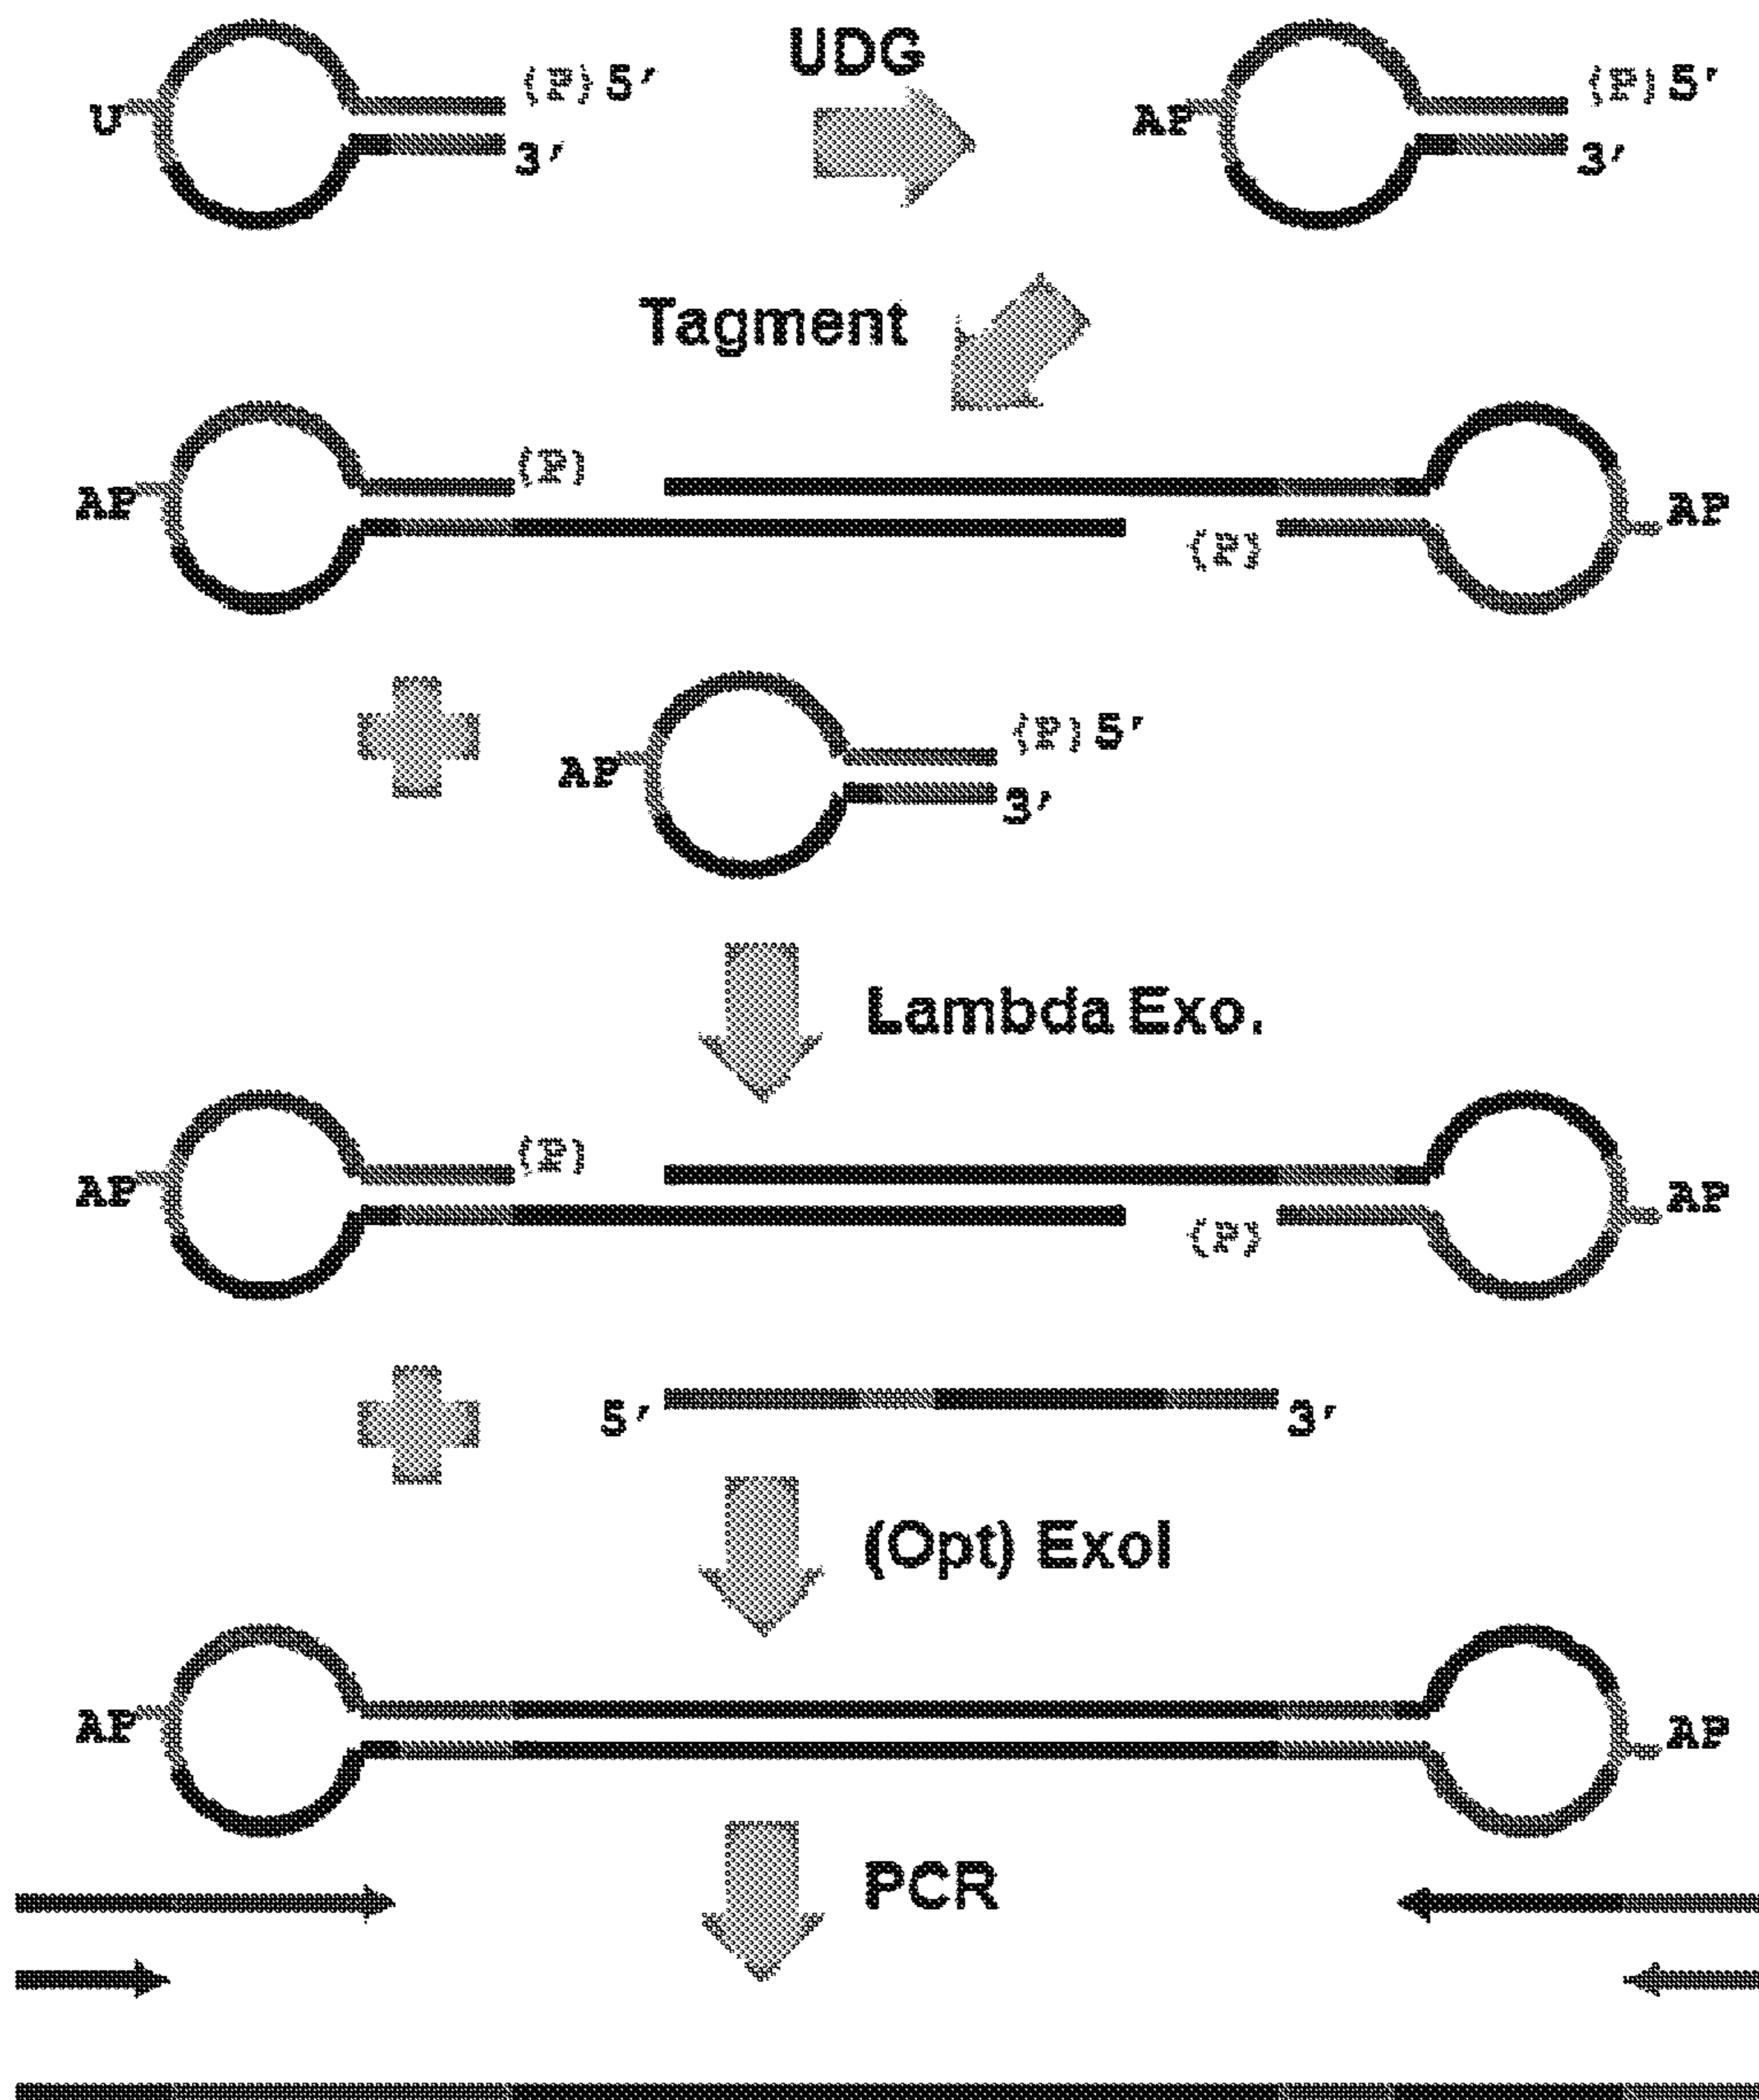 UDG
U (P) 5' AP (P) 5'
3' 3'
Tagment
(P)
AP AP
(P)
(P) 5'
AP
3'
Lambda Exo.
(P)
AP AP
(P)
5' 3'
(Opt) ExoI
AP AP
PCR